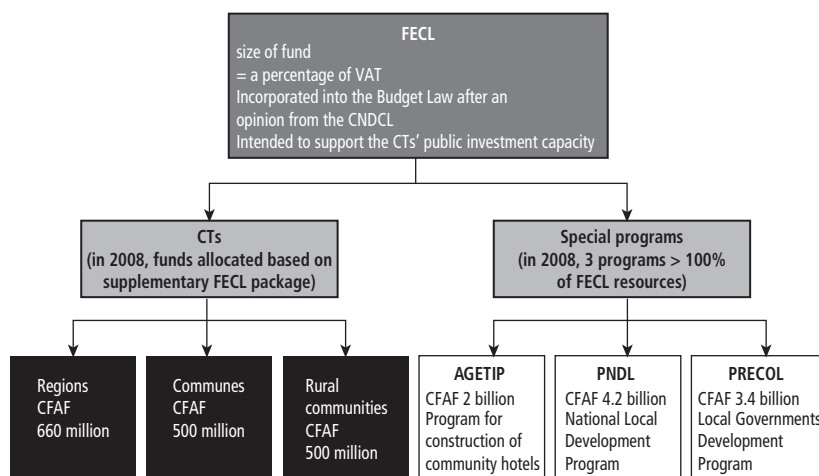 FECL
size of fund
= a percentage of VAT
Incorporated into the Budget Law after an
opinion from the CNDCL
Intended to support the CTs' public investment capacity
CTs
(in 2008, funds allocated based on
supplementary FECL package)
Special programs
(in 2008, 3 programs > 100%
of FECL resources)
Regions
CFAF
660 million
Communes
CFAF
500 million
Rural
communities
CFAF
500 million
AGETIP
CFAF 2 billion
Program for
construction of
community hotels
PNDL
CFAF 4.2 billion
National Local
Development
Program
PRECOL
CFAF 3.4 billion
Local Governments
Development
Program